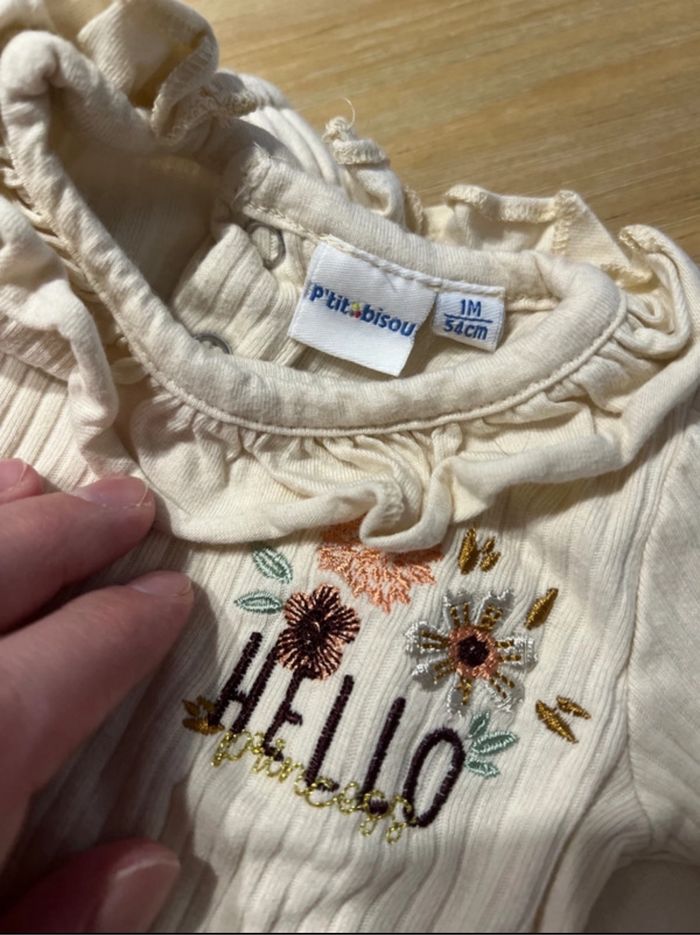 p'tit bisou
1M
54cm
HELLO
princess